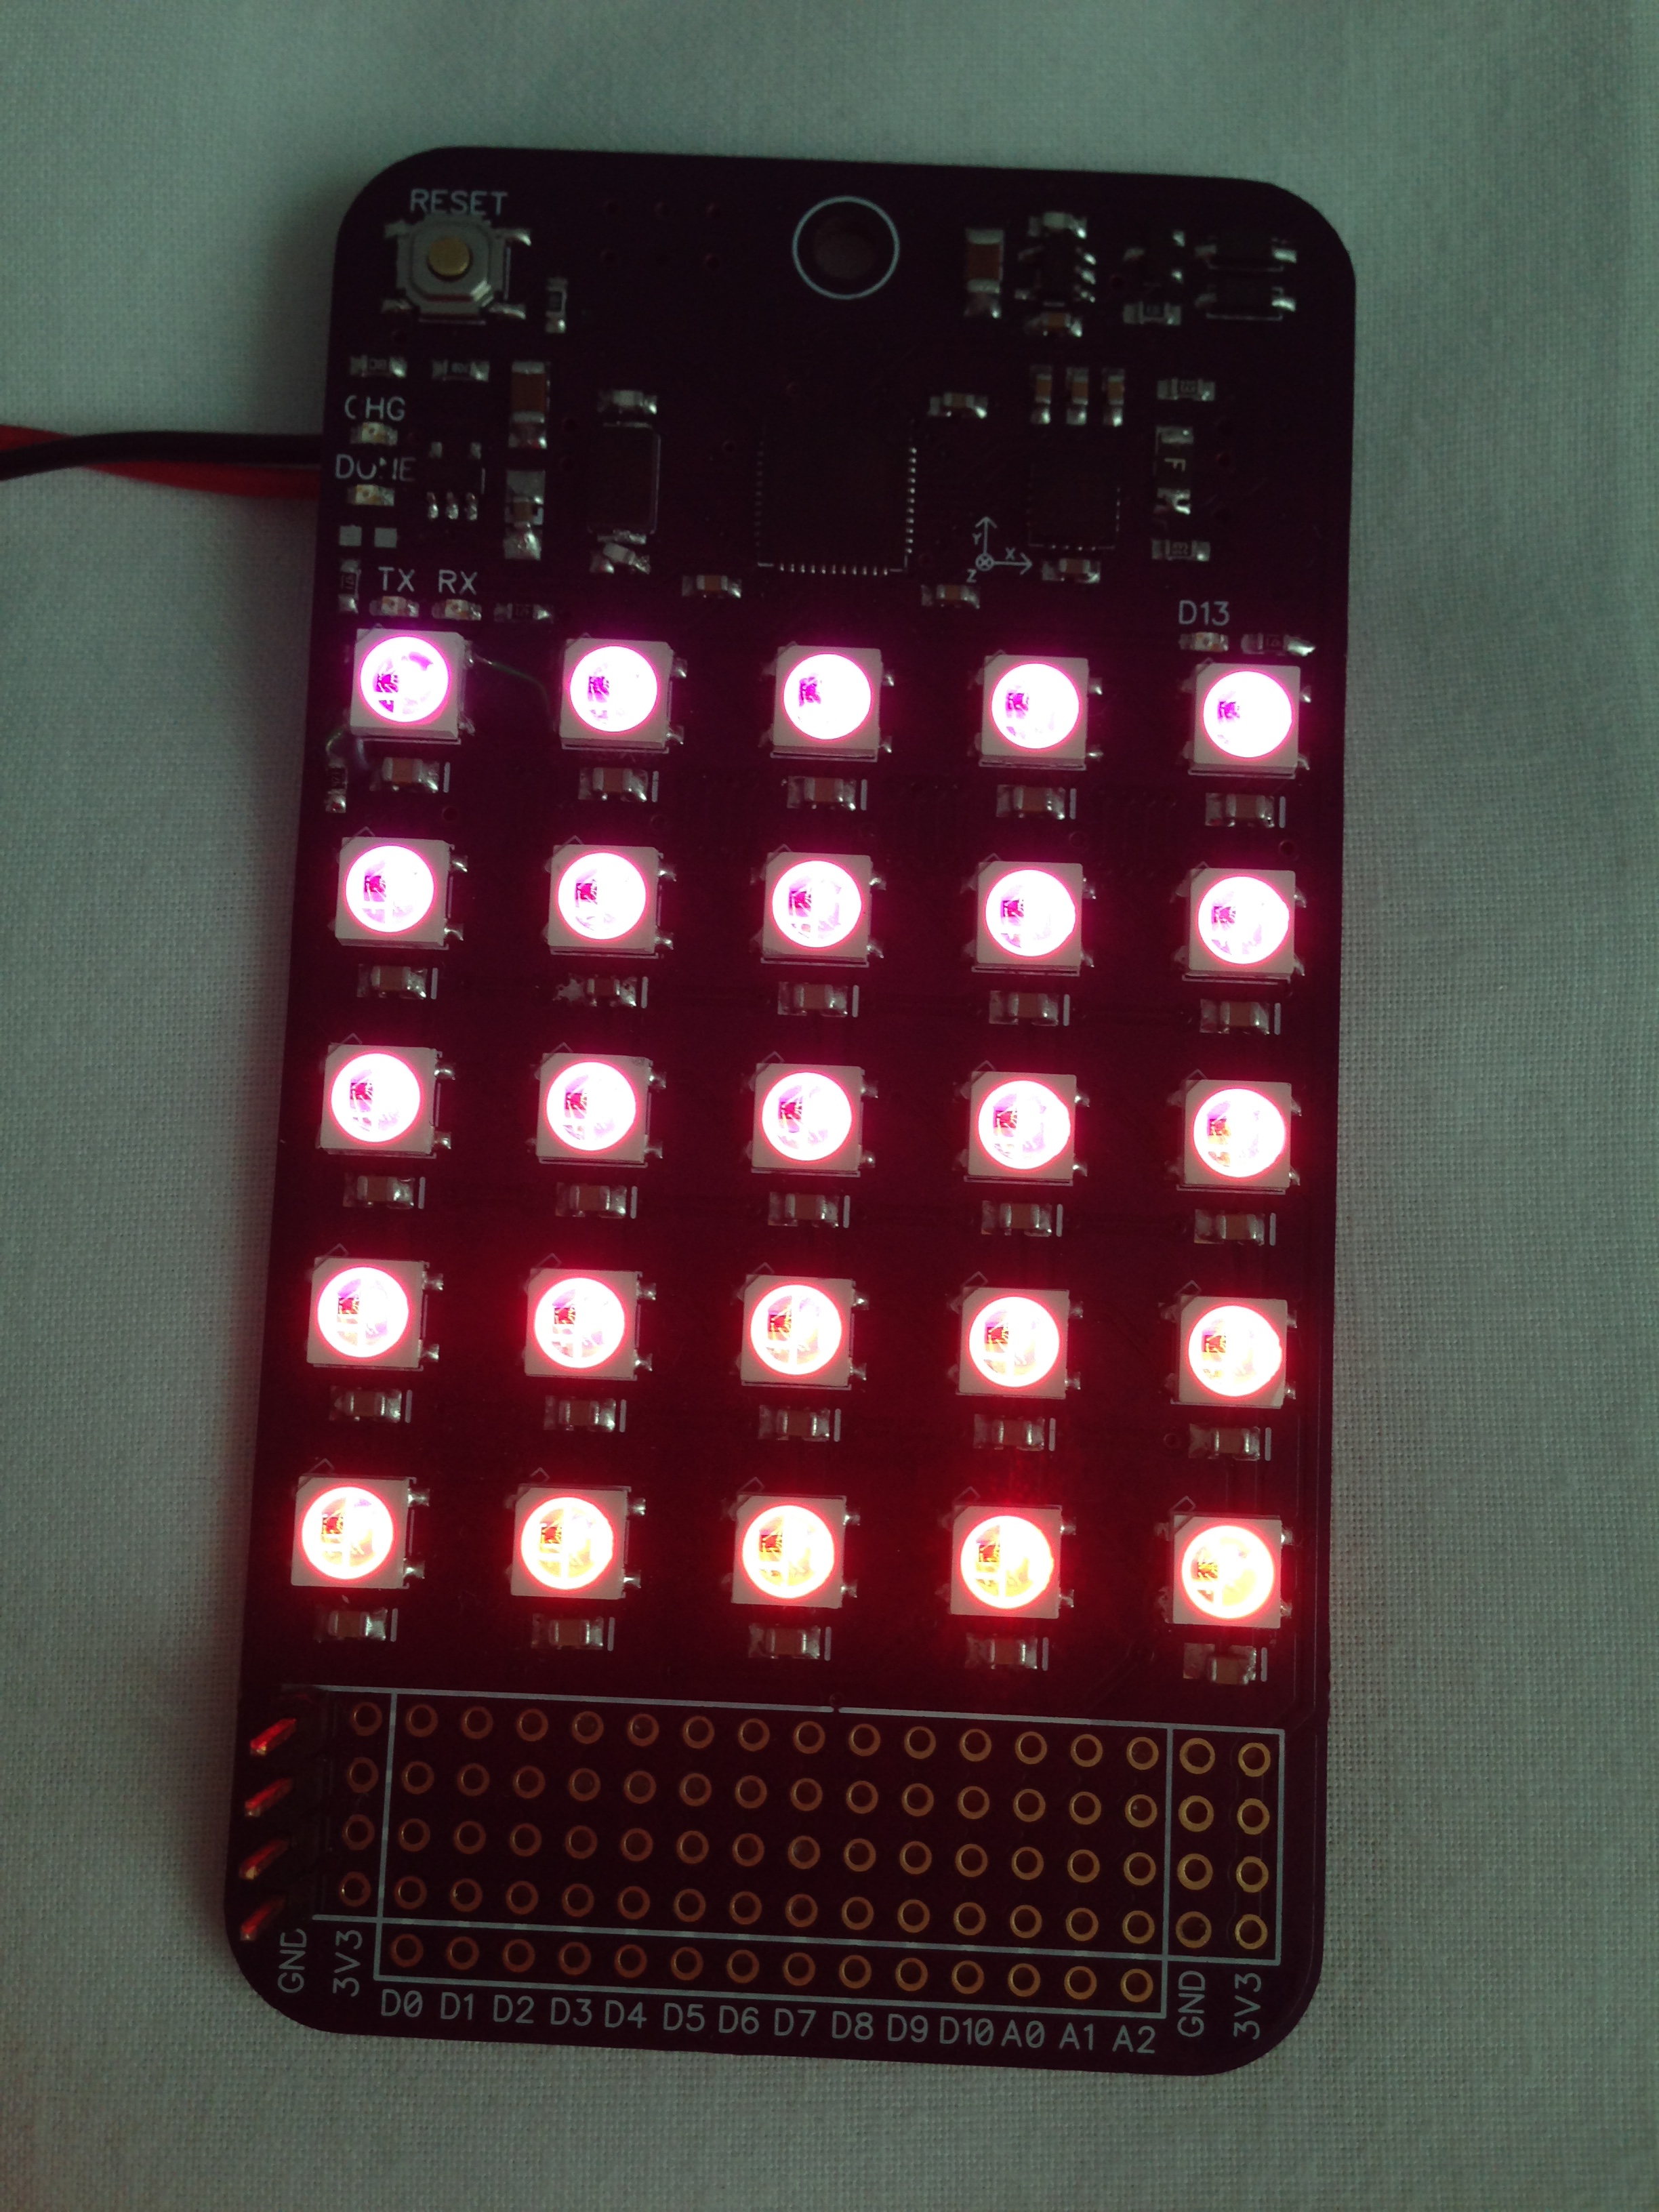 RESET
CHG
DONE
TX RX
Y
X
Z
D13
GND 3V3 D0 D1 D2 D3 D4 D5 D6 D7 D8 D9 D10 A0 A1 A2 GND 3V3